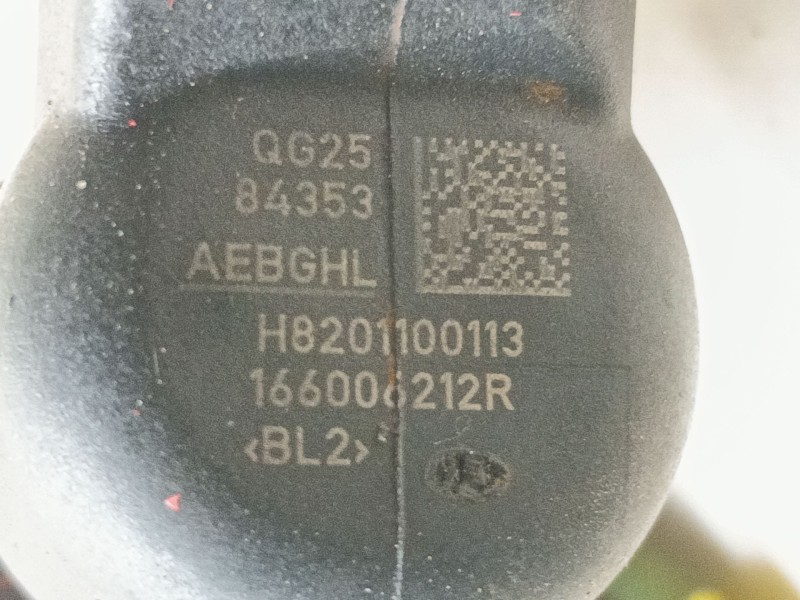 QG25
84353
AEBGHL
H8201100113
166006212R
<BL2>